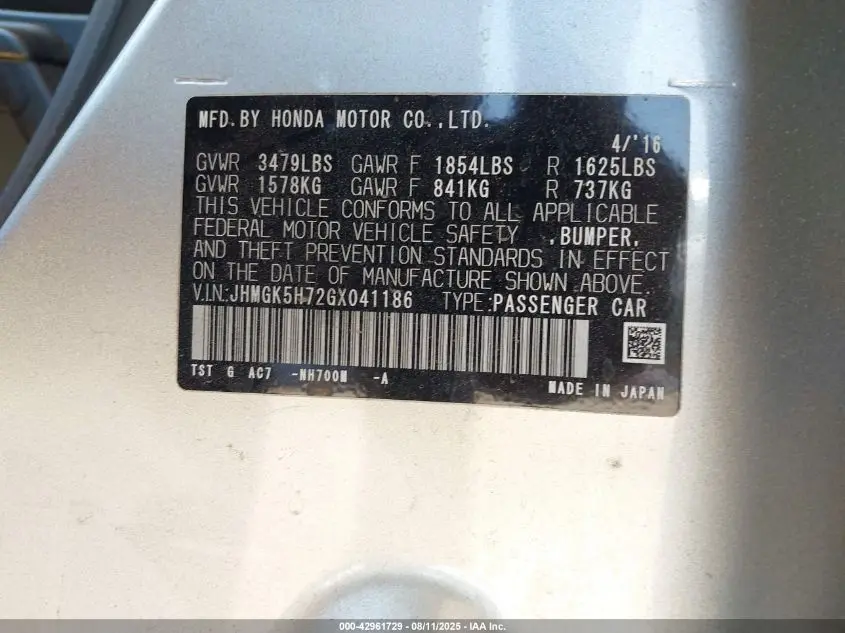 MFD.BY HONDA MOTOR CO.,LTD.
4/'16
GVWR 3479LBS GAWR F 1854LBS R 1625LBS
GVWR 1578KG GAWR F 841KG R 737KG
THIS VEHICLE CONFORMS TO ALL APPLICABLE
FEDERAL MOTOR VEHICLE SAFETY ,BUMPER,
AND THEFT PREVENTION STANDARDS IN EFFECT
ON THE DATE OF MANUFACTURE SHOWN ABOVE.
V.IN:JHMGK5H72GX041186 TYPE:PASSENGER CAR
TST G AC7 -NH700M -A
MADE IN JAPAN
000-42961729 - 08/11/2025 - IAA Inc.